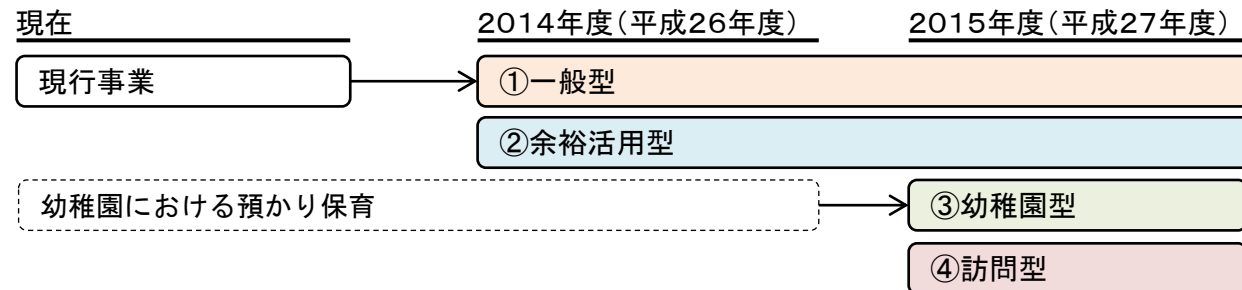 現在 2014年度(平成26年度) 2015年度(平成27年度)
現行事業 ①一般型
②余裕活用型
幼稚園における預かり保育 ③幼稚園型
④訪問型